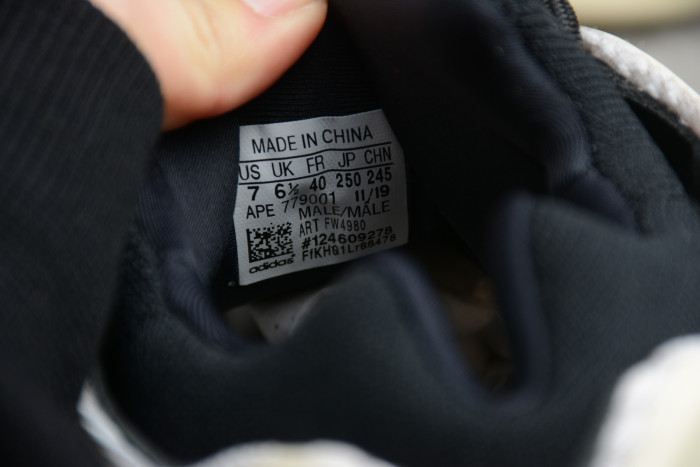 MADE IN CHINA
US UK FR JP CHN
7 6½ 40 250 245
APE 779001 11/19
MALE/MÂLE
ART FW4980
#124609278
adidas